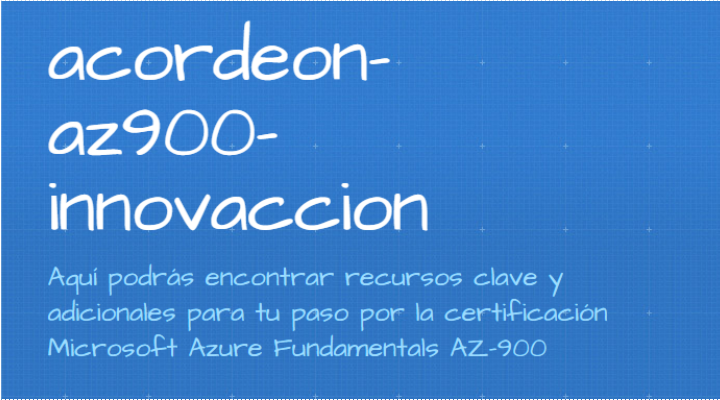 acordeon-
az900-
innovaccion
Aquí podrás encontrar recursos clave y
adicionales para tu paso por la certificación
Microsoft Azure Fundamentals AZ-900